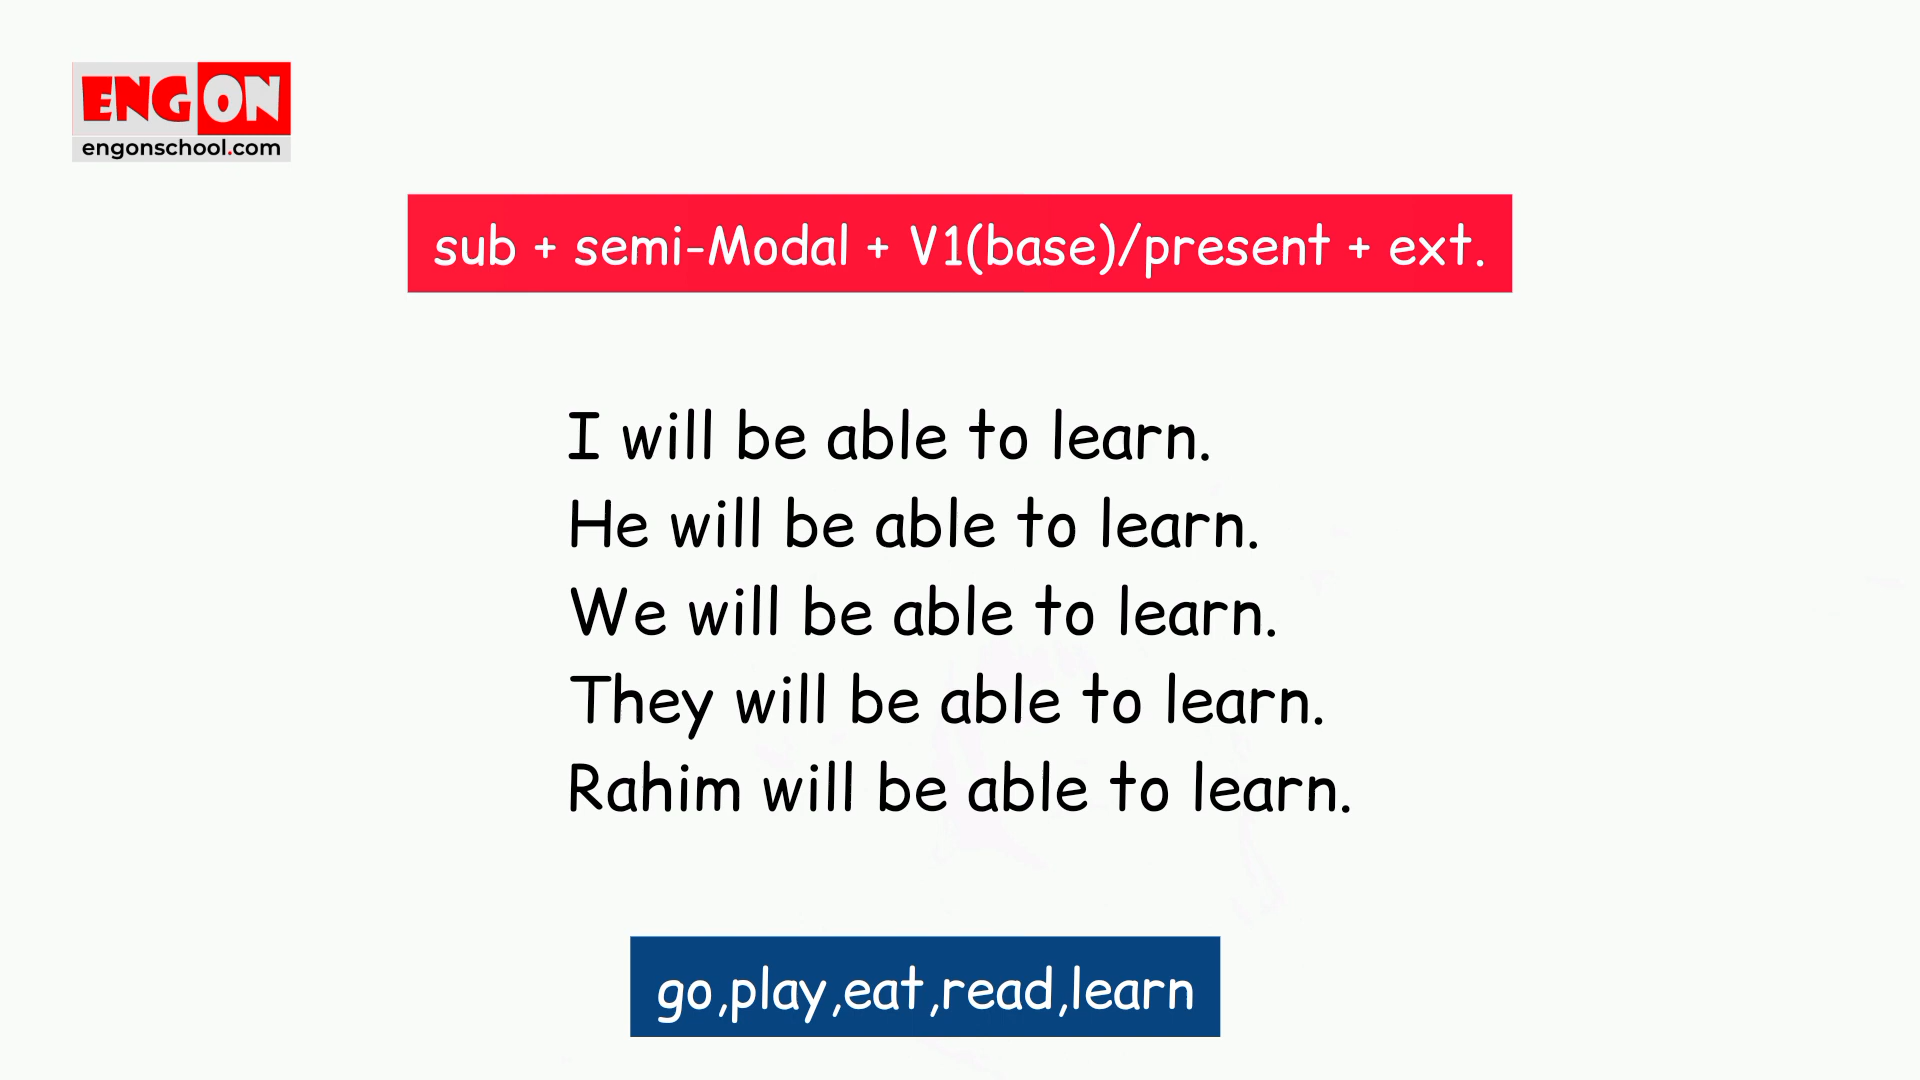 ENGON
engonschool.com
sub + semi-Modal + V1(base)/present + ext.
I will be able to learn.
He will be able to learn.
We will be able to learn.
They will be able to learn.
Rahim will be able to learn.
go,play,eat,read,learn